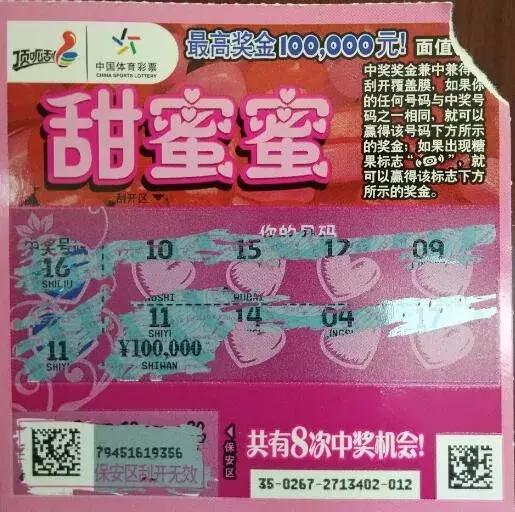 顶呱刮
中国体育彩票
CHINA SPORTS LOTTERY
最高奖金100,000元!
面值
甜蜜蜜
中奖奖金兼中兼得
刮开覆盖膜,如果你
的任何号码与中奖号
码之一相同,就可以
赢得该号码下方所示
的奖金;如果出现糖
果标志“ ”,就
可以赢得该标志下方
所示的奖金。
刮开区
你的号码
中奖号
16
SHILIU
10
15
12
09
11
11
SHIYI
14
04
17
¥100,000
SHIWAN
79451619356
保安区刮开无效
保安区
共有8次中奖机会!
35-0267-2713402-012